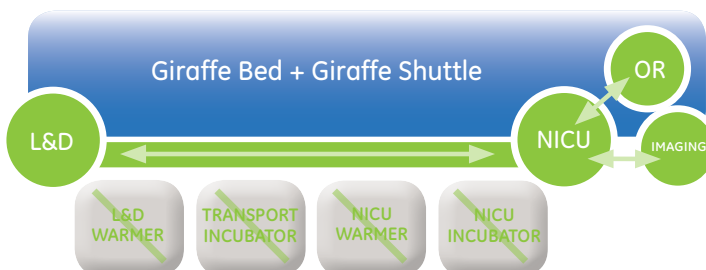 Giraffe Bed + Giraffe Shuttle
OR
L&D
NICU
IMAGING
L&D
WARMER
TRANSPORT
INCUBATOR
NICU
WARMER
NICU
INCUBATOR